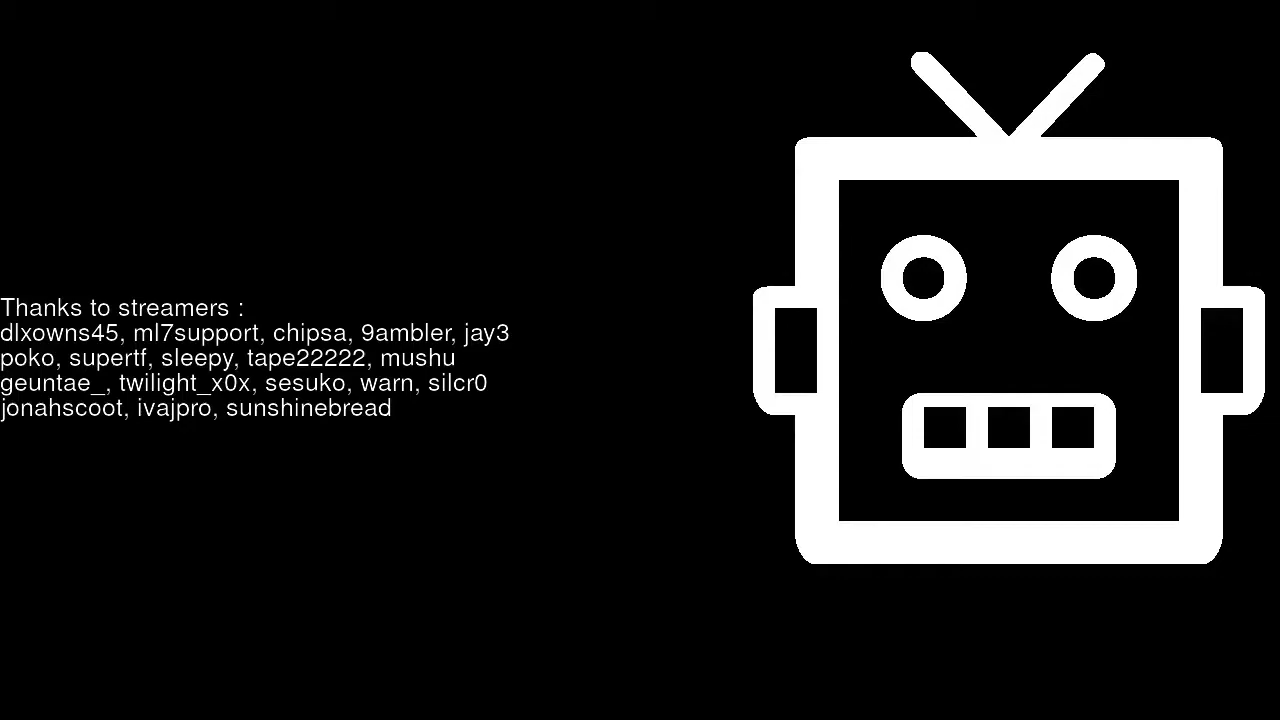 Thanks to streamers :
dlxowns45, ml7support, chipsa, 9ambler, jay3
poko, supertf, sleepy, tape22222, mushu
geuntae_, twilight_x0x, sesuko, warn, silcr0
jonahscoot, ivajpro, sunshinebread